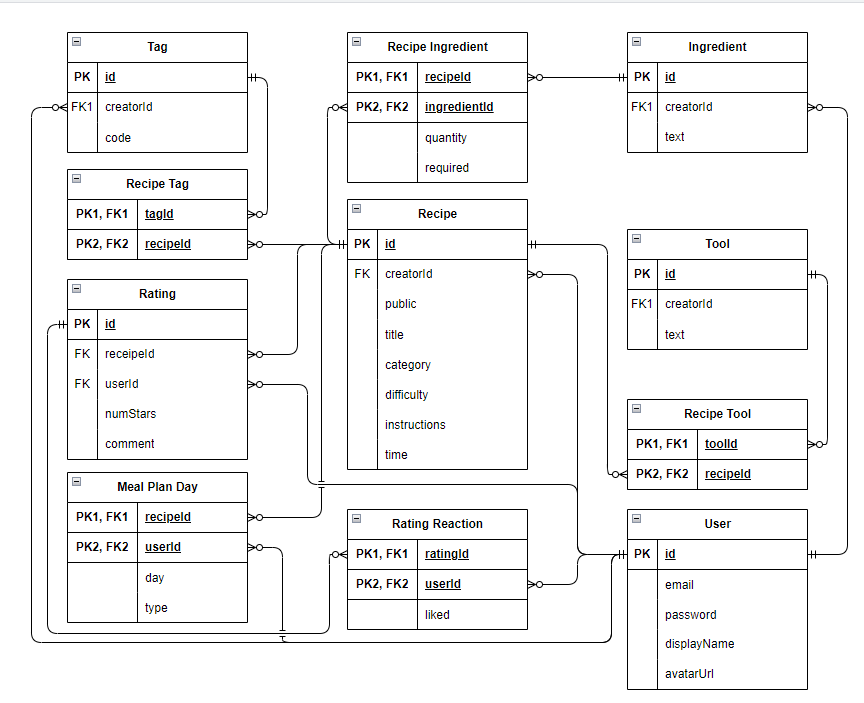 Tag
PK id
FK1 creatorId
code
Recipe Tag
PK1, FK1 tagId
PK2, FK2 recipeId
Rating
PK id
FK receipeId
FK userId
numStars
comment
Meal Plan Day
PK1, FK1 recipeId
PK2, FK2 userId
day
type
Recipe Ingredient
PK1, FK1 recipeId
PK2, FK2 ingredientId
quantity
required
Recipe
PK id
FK creatorId
public
title
category
difficulty
instructions
time
Rating Reaction
PK1, FK1 ratingId
PK2, FK2 userId
liked
Ingredient
PK id
FK1 creatorId
text
Tool
PK id
FK1 creatorId
text
Recipe Tool
PK1, FK1 toolId
PK2, FK2 recipeId
User
PK id
email
password
displayName
avatarUrl